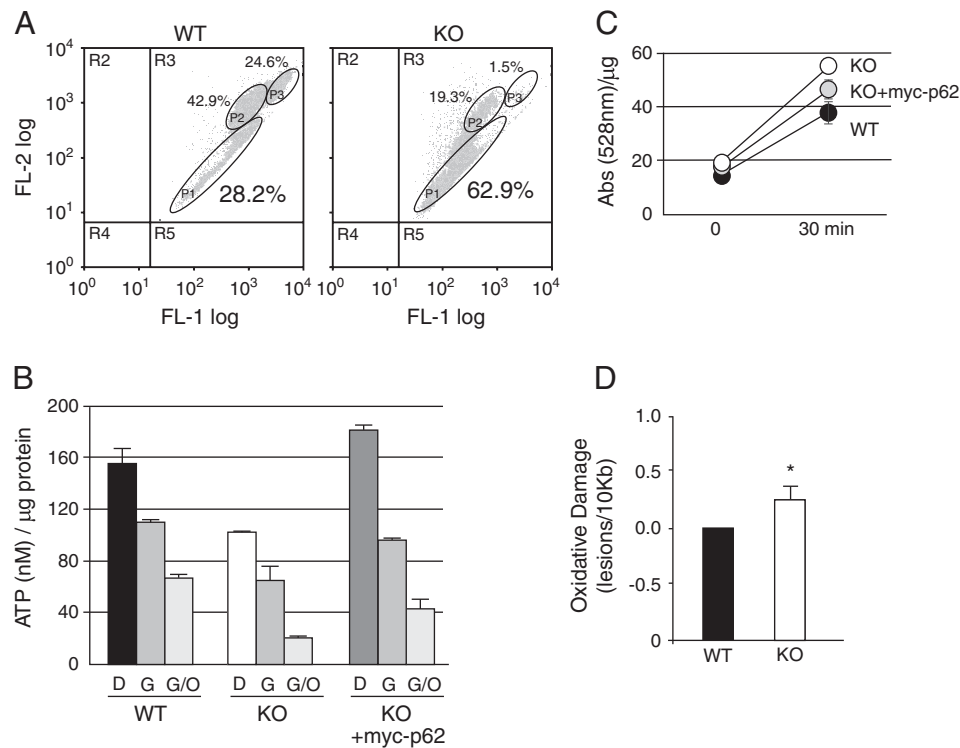 A
WT
KO
10⁴
10³
10²
10¹
10⁰
FL-2 log
R2
R3
24.6%
42.9%
P3
P2
P1
28.2%
R4
R5
10⁰ 10¹ 10² 10³ 10⁴
FL-1 log
R2
R3
1.5%
19.3%
P3
P2
P1
62.9%
R4
R5
10⁰ 10¹ 10² 10³ 10⁴
FL-1 log
C
Abs (528nm)/µg
60
40
20
0
KO
KO+myc-p62
WT
0 30 min
B
ATP (nM) / µg protein
200
160
120
80
40
0
D G G/O D G G/O D G G/O
WT KO KO
+myc-p62
D
Oxidative Damage
(lesions/10Kb)
1.0
0.5
0.0
-0.5
0
*
WT KO